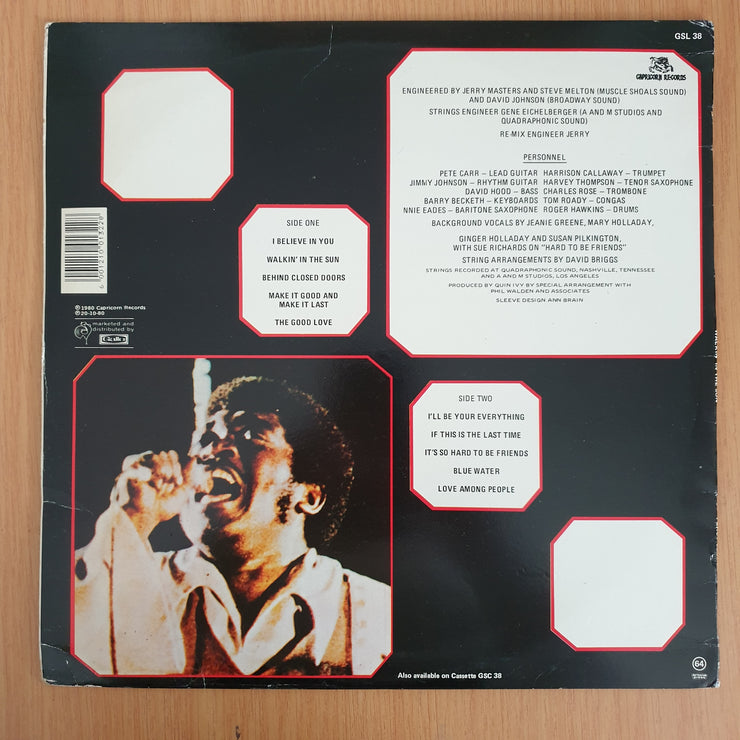 GSL 38
CAPRICORN RECORDS
ENGINEERED BY JERRY MASTERS AND STEVE MELTON (MUSCLE SHOALS SOUND)
AND DAVID JOHNSON (BROADWAY SOUND)
STRINGS ENGINEER GENE EICHELBERGER (A AND M STUDIOS AND
QUADRAPHONIC SOUND)
RE-MIX ENGINEER JERRY
PERSONNEL
PETE CARR – LEAD GUITAR HARRISON CALLAWAY – TRUMPET
JIMMY JOHNSON – RHYTHM GUITAR HARVEY THOMPSON – TENOR SAXOPHONE
DAVID HOOD – BASS CHARLES ROSE – TROMBONE
BARRY BECKETH – KEYBOARDS TOM ROADY – CONGAS
NNIE EADES – BARITONE SAXOPHONE ROGER HAWKINS – DRUMS
BACKGROUND VOCALS BY JEANIE GREENE, MARY HOLLADAY,
GINGER HOLLADAY AND SUSAN PILKINGTON,
WITH SUE RICHARDS ON "HARD TO BE FRIENDS"
STRING ARRANGEMENTS BY DAVID BRIGGS
STRINGS RECORDED AT QUADRAPHONIC SOUND, NASHVILLE, TENNESSEE
AND A AND M STUDIOS, LOS ANGELES
PRODUCED BY QUIN IVY BY SPECIAL ARRANGEMENT WITH
PHIL WALDEN AND ASSOCIATES
SLEEVE DESIGN ANN BRAIN
SIDE ONE
I BELIEVE IN YOU
WALKIN' IN THE SUN
BEHIND CLOSED DOORS
MAKE IT GOOD AND
MAKE IT LAST
THE GOOD LOVE
6 001210 013220
℗1980 Capricorn Records
℗20-10-80
marketed and
distributed by
Gallo
SIDE TWO
I'LL BE YOUR EVERYTHING
IF THIS IS THE LAST TIME
IT'S SO HARD TO BE FRIENDS
BLUE WATER
LOVE AMONG PEOPLE
Also available on Cassette GSC 38
64